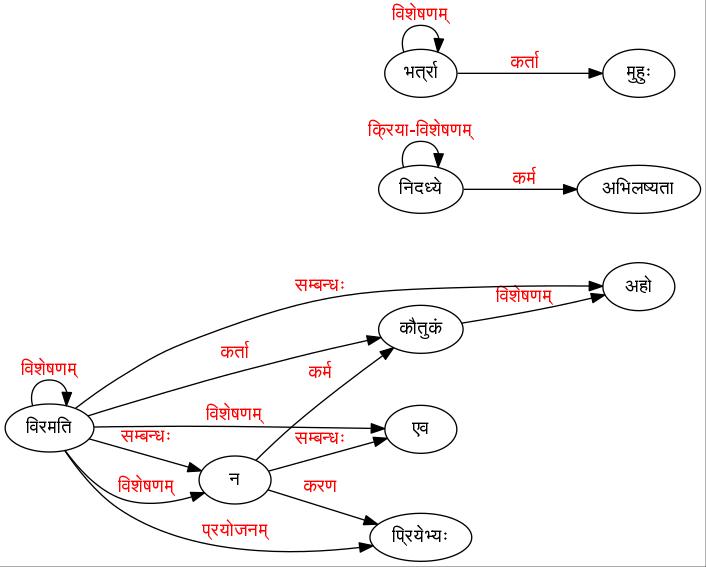 विशेषणम्
भर्त्रा
कर्ता
मुहुः
क्रिया-विशेषणम्
निदध्ये
कर्म
अभिलष्यता
सम्बन्धः
अहो
विशेषणम्
कौतुकं
कर्ता
विशेषणम्
कर्म
विरमति
विशेषणम्
एव
सम्बन्धः
सम्बन्धः
न
विशेषणम्
करण
प्रयोजनम्
प्रियेभ्यः